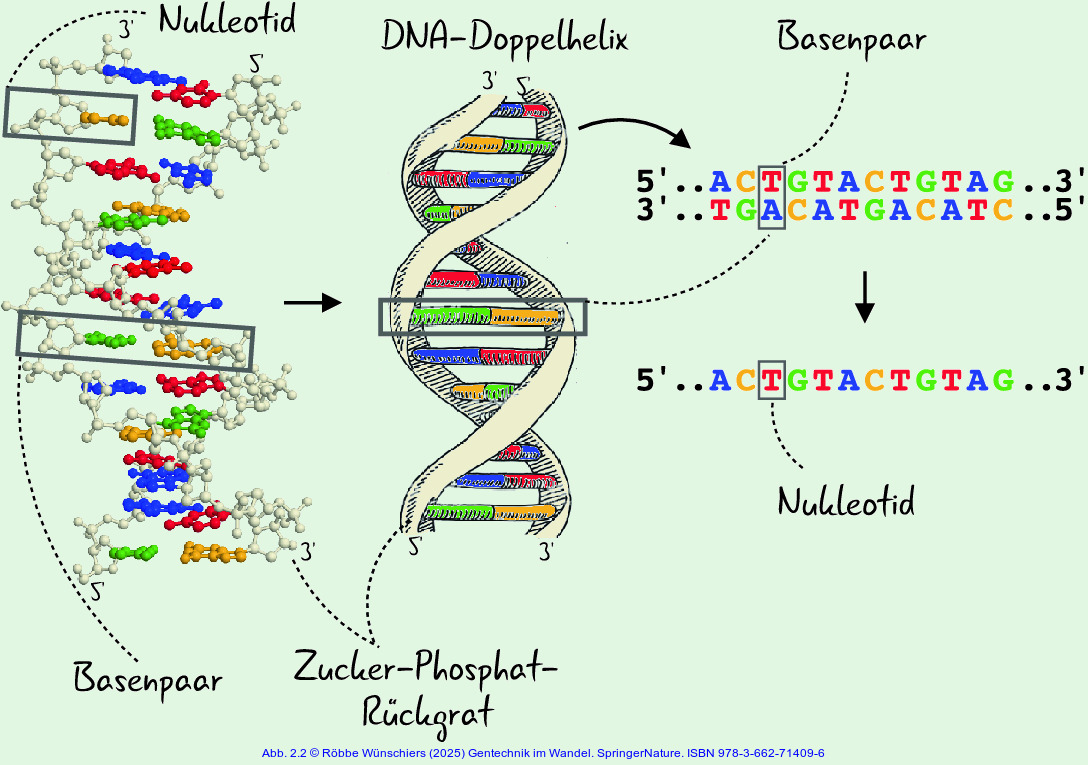 Nukleotid
3'
5'
DNA-Doppelhelix
3' 5'
Basenpaar
5'..ACTGTACTGTAG..3'
3'..TGACATGACATC..5'
5'..ACTGTACTGTAG..3'
Nukleotid
5'
3'
3'
5'
Basenpaar
Zucker-Phosphat-
Rückgrat
Abb. 2.2 © Röbbe Wünschiers (2025) Gentechnik im Wandel. SpringerNature. ISBN 978-3-662-71409-6